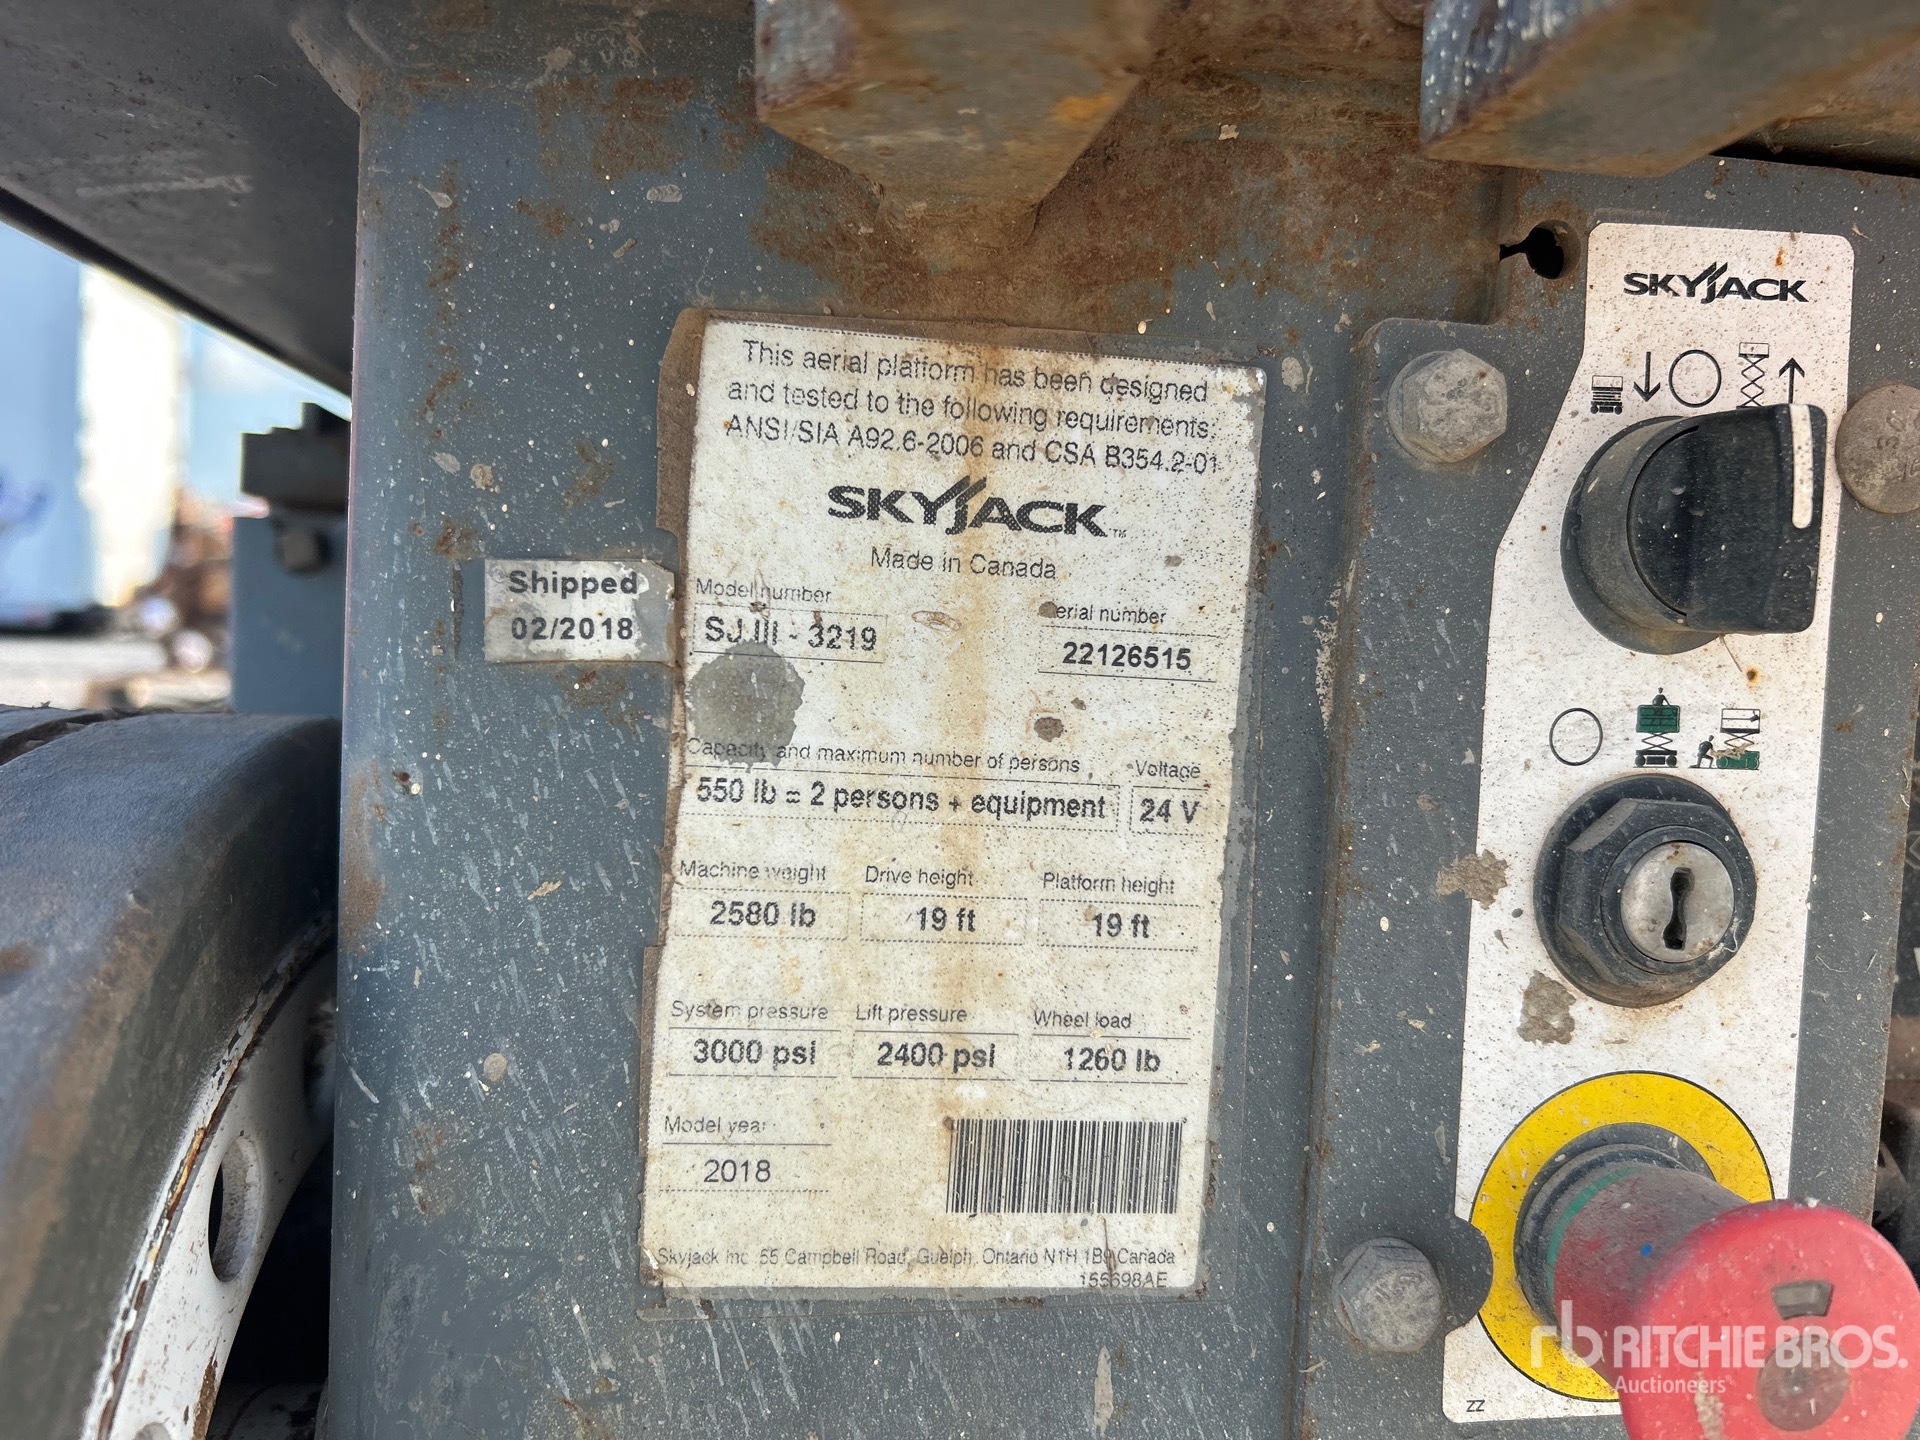 This aerial platform has been designed
and tested to the following requirements:
ANSI/SIA A92.6-2006 and CSA B354.2-01
SKYJACK™
Made in Canada
Shipped
02/2018
Model number
SJ III - 3219
Serial number
22126515
Capacity and maximum number of persons
550 lb = 2 persons + equipment
Voltage
24 V
Machine weight
2580 lb
Drive height
19 ft
Platform height
19 ft
System pressure
3000 psi
Lift pressure
2400 psi
Wheel load
1260 lb
Model year
2018
Skyjack Inc. 55 Campbell Road, Guelph, Ontario N1H 1B9 Canada
155698AE
SKYJACK
ZZ
rb RITCHIE BROS.
Auctioneers